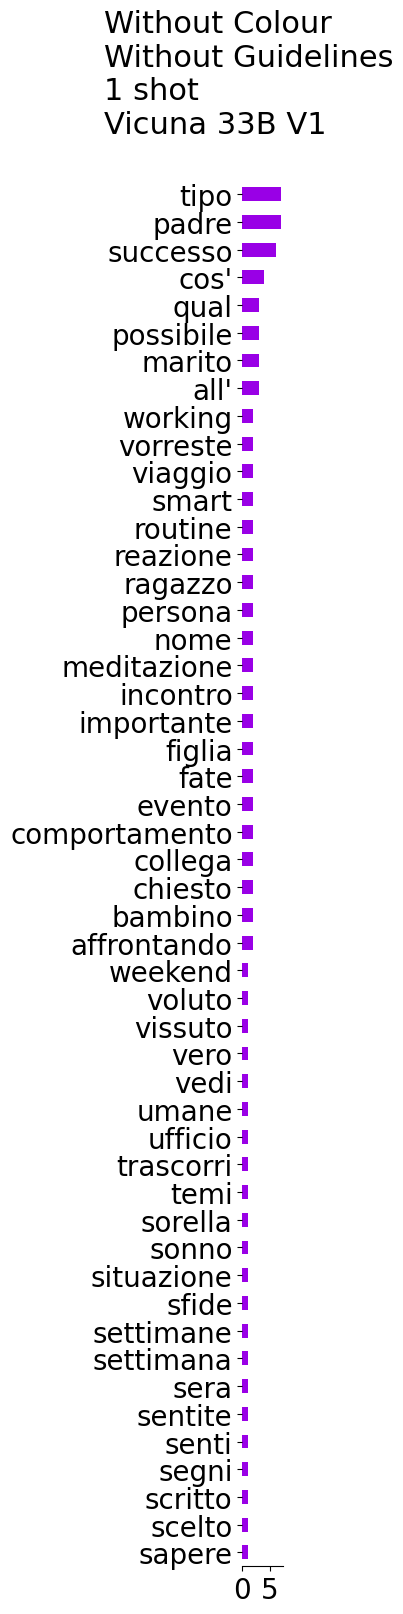 Without Colour
Without Guidelines
1 shot
Vicuna 33B V1
tipo
padre
successo
cos'
qual
possibile
marito
all'
working
vorreste
viaggio
smart
routine
reazione
ragazzo
persona
nome
meditazione
incontro
importante
figlia
fate
evento
comportamento
collega
chiesto
bambino
affrontando
weekend
voluto
vissuto
vero
vedi
umane
ufficio
trascorri
temi
sorella
sonno
situazione
sfide
settimane
settimana
sera
sentite
senti
segni
scritto
scelto
sapere
0 5